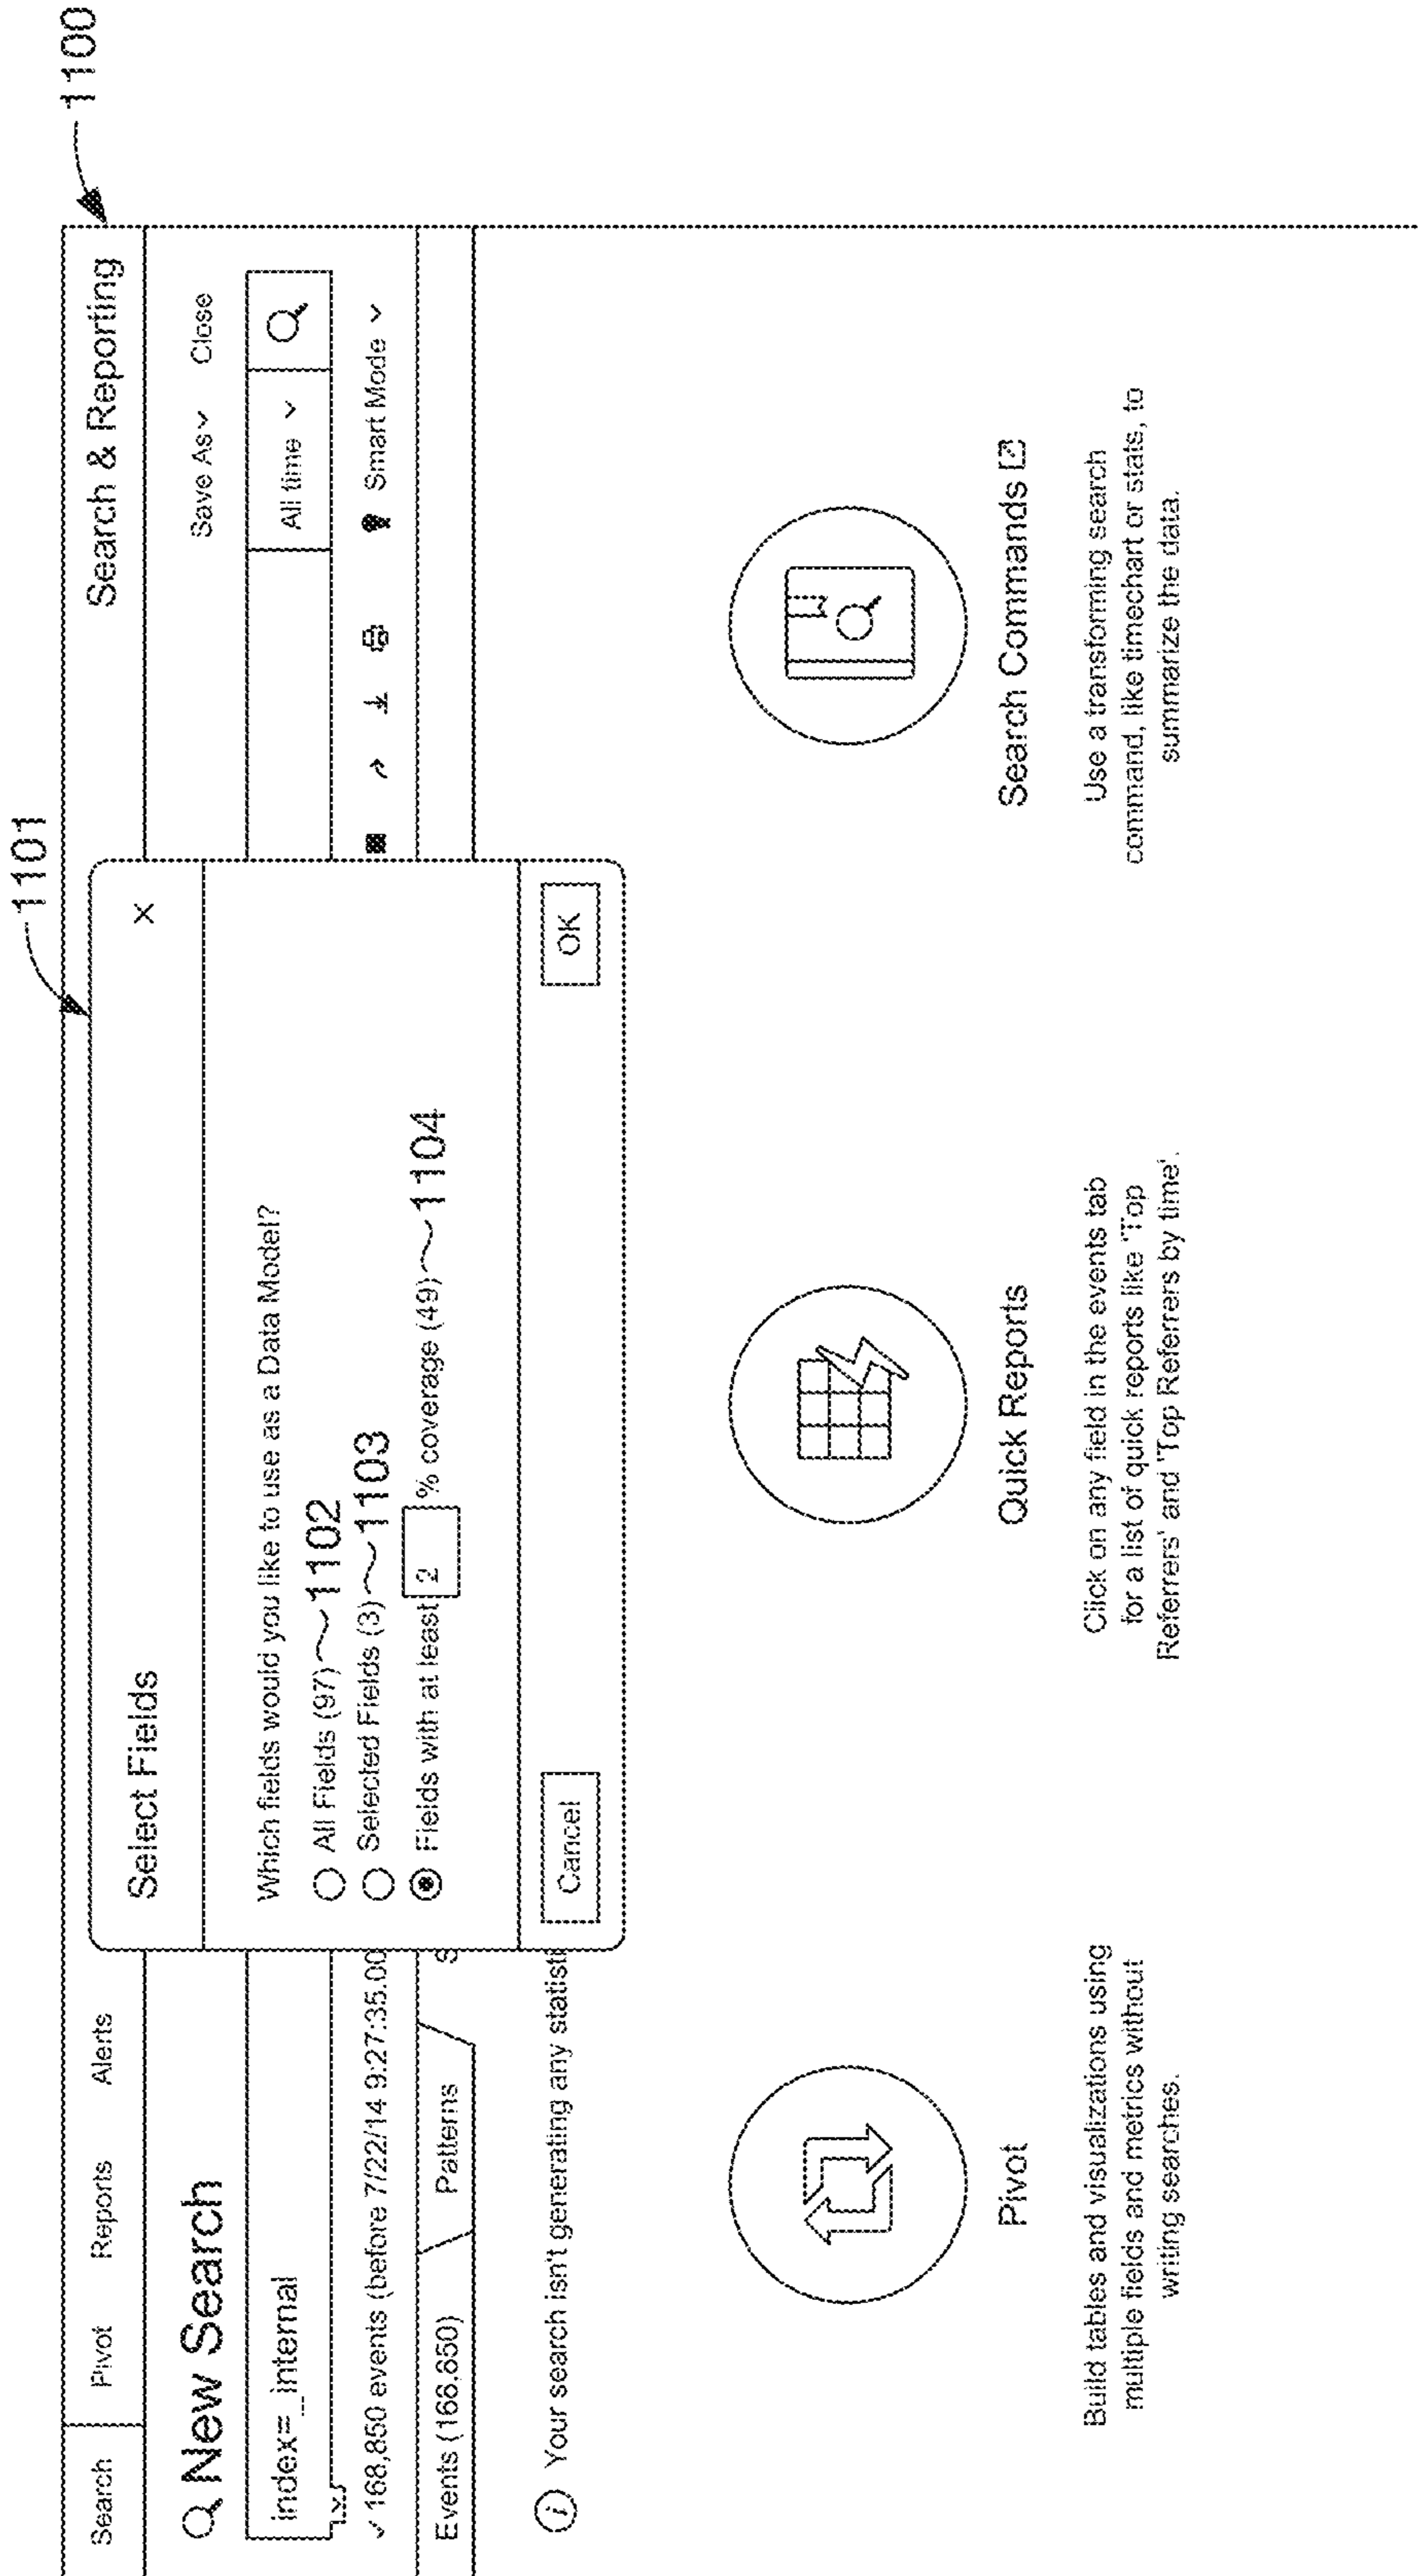 1100
1101
Search Pivot Reports Alerts Search & Reporting
New Search
Save As Close
index=_internal
All time
✓ 168,850 events (before 7/22/14 9:27:35.00
Smart Mode
Events (168,850) Patterns S
Your search isn't generating any statisti
Select Fields X
Which fields would you like to use as a Data Model?
All Fields (97) 1102
Selected Fields (3) 1103
Fields with at least 2 % coverage (49) 1104
Cancel OK
Pivot
Build tables and visualizations using
multiple fields and metrics without
writing searches.
Quick Reports
Click on any field in the events tab
for a list of quick reports like 'Top
Referrers' and 'Top Referrers by time'.
Search Commands
Use a transforming search
command, like timechart or stats, to
summarize the data.